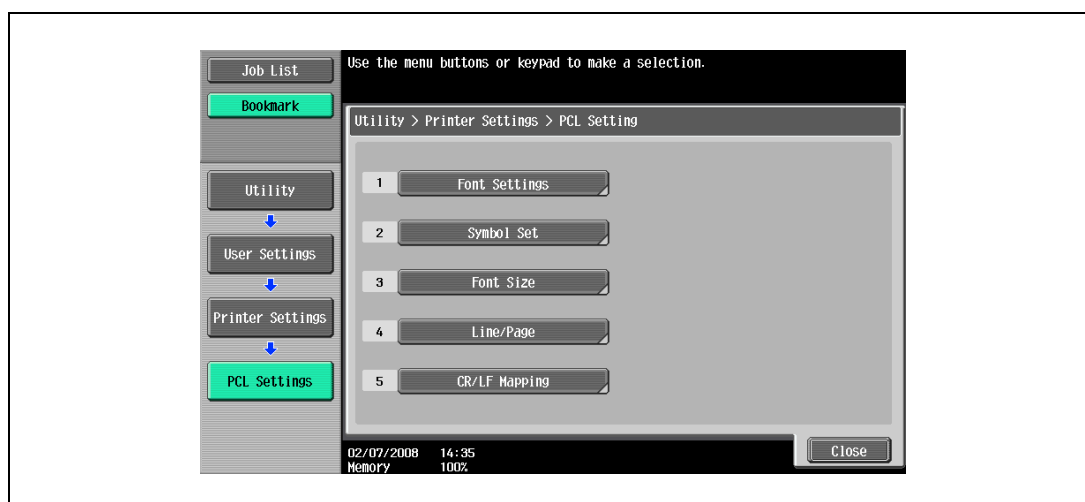 Job List
Bookmark
Utility
User Settings
Printer Settings
PCL Settings
Use the menu buttons or keypad to make a selection.
Utility > Printer Settings > PCL Setting
1 Font Settings
2 Symbol Set
3 Font Size
4 Line/Page
5 CR/LF Mapping
02/07/2008 14:35
Memory 100%
Close